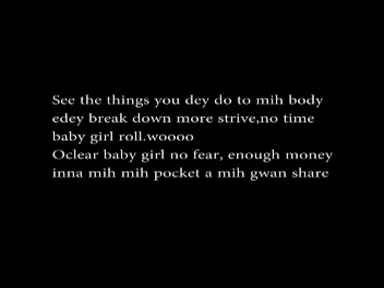 See the things you dey do to mih body
edey break down more strive,no time
baby girl roll.woooo
Oclear baby girl no fear, enough money
inna mih mih pocket a mih gwan share